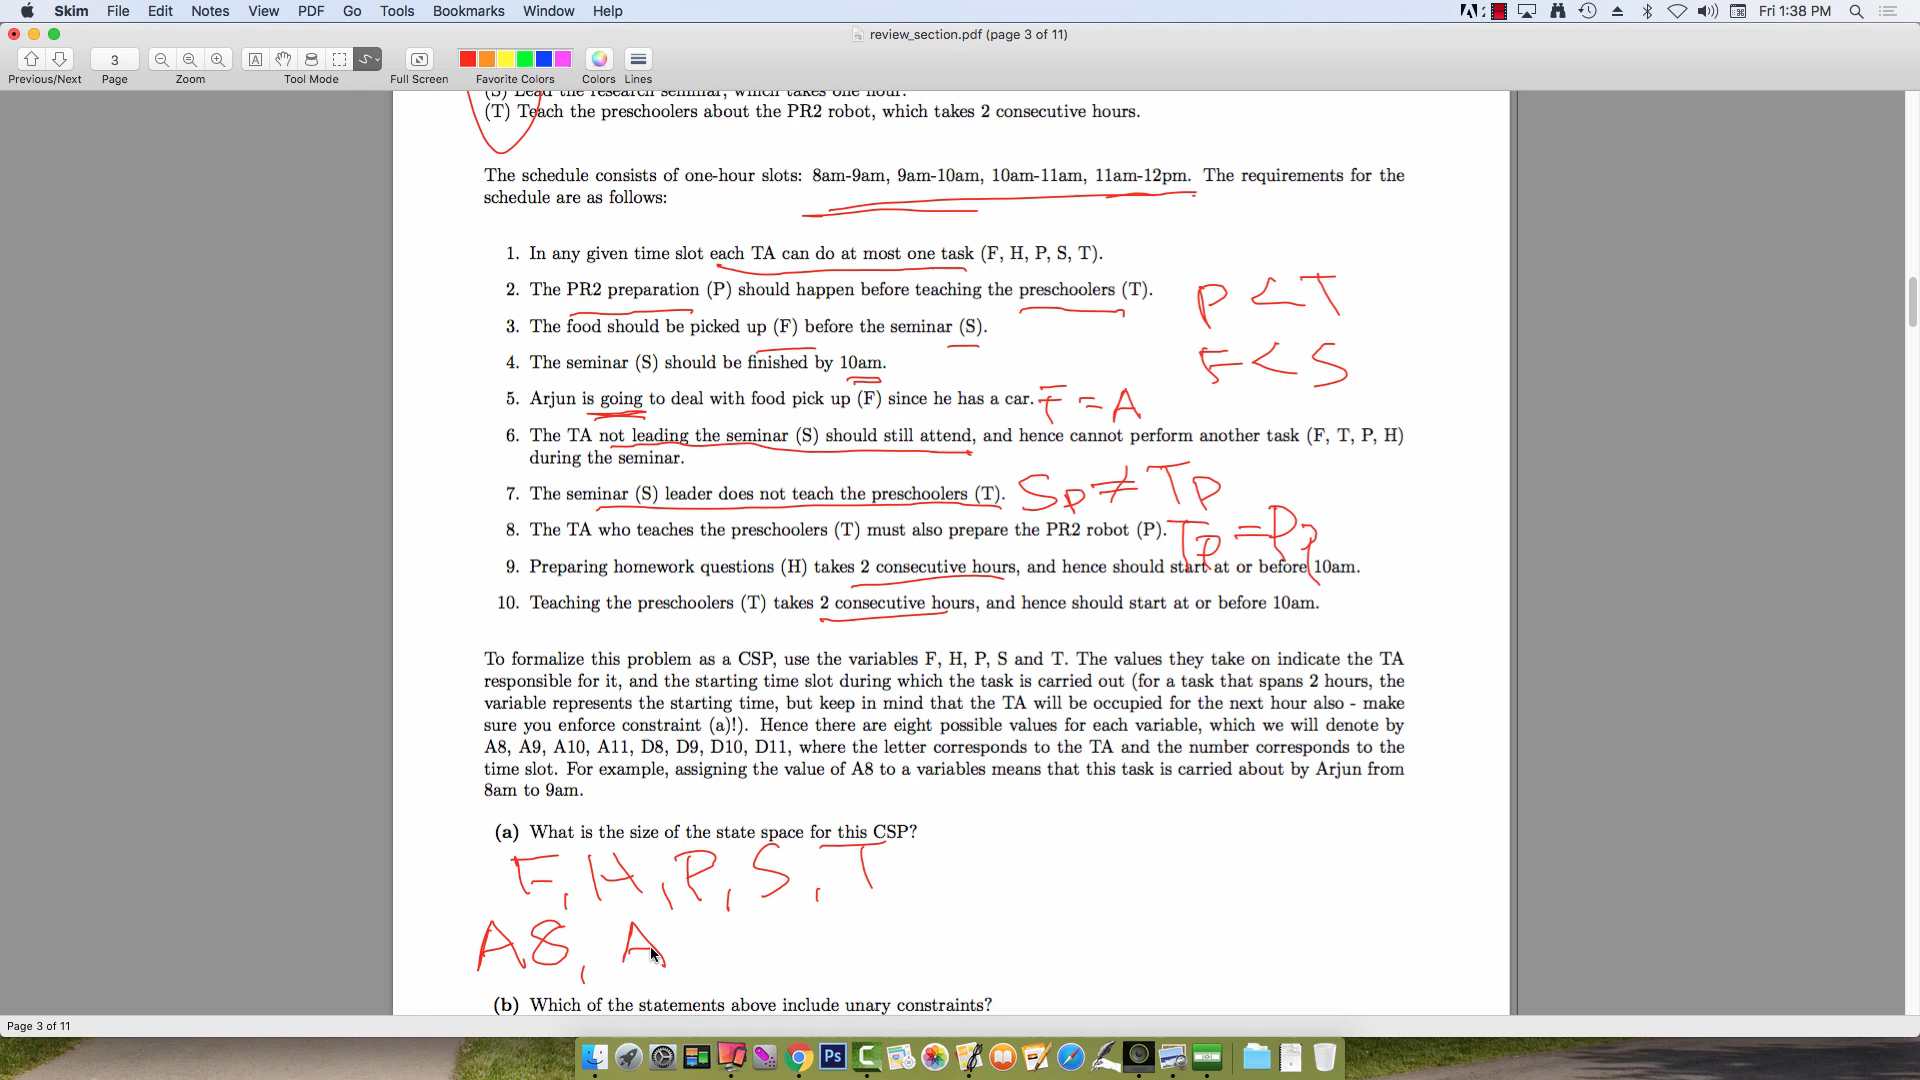 Skim File Edit Notes View PDF Go Tools Bookmarks Window Help Fri 1:38 PM
review_section.pdf (page 3 of 11)
3
Previous/Next Page Zoom Tool Mode Full Screen Favorite Colors Colors Lines
(S) Lead the research seminar, which takes one hour.
(T) Teach the preschoolers about the PR2 robot, which takes 2 consecutive hours.
The schedule consists of one-hour slots: 8am-9am, 9am-10am, 10am-11am, 11am-12pm. The requirements for the
schedule are as follows:
1. In any given time slot each TA can do at most one task (F, H, P, S, T).
2. The PR2 preparation (P) should happen before teaching the preschoolers (T). P < T
3. The food should be picked up (F) before the seminar (S).
4. The seminar (S) should be finished by 10am. F < S
5. Arjun is going to deal with food pick up (F) since he has a car. F = A
6. The TA not leading the seminar (S) should still attend, and hence cannot perform another task (F, T, P, H)
during the seminar.
7. The seminar (S) leader does not teach the preschoolers (T). Sp ≠ Tp
8. The TA who teaches the preschoolers (T) must also prepare the PR2 robot (P). Tp = Pp
9. Preparing homework questions (H) takes 2 consecutive hours, and hence should start at or before 10am.
10. Teaching the preschoolers (T) takes 2 consecutive hours, and hence should start at or before 10am.
To formalize this problem as a CSP, use the variables F, H, P, S and T. The values they take on indicate the TA
responsible for it, and the starting time slot during which the task is carried out (for a task that spans 2 hours, the
variable represents the starting time, but keep in mind that the TA will be occupied for the next hour also - make
sure you enforce constraint (a)!). Hence there are eight possible values for each variable, which we will denote by
A8, A9, A10, A11, D8, D9, D10, D11, where the letter corresponds to the TA and the number corresponds to the
time slot. For example, assigning the value of A8 to a variables means that this task is carried about by Arjun from
8am to 9am.
(a) What is the size of the state space for this CSP?
F, H, P, S, T
A8, A
(b) Which of the statements above include unary constraints?
Page 3 of 11
Ps